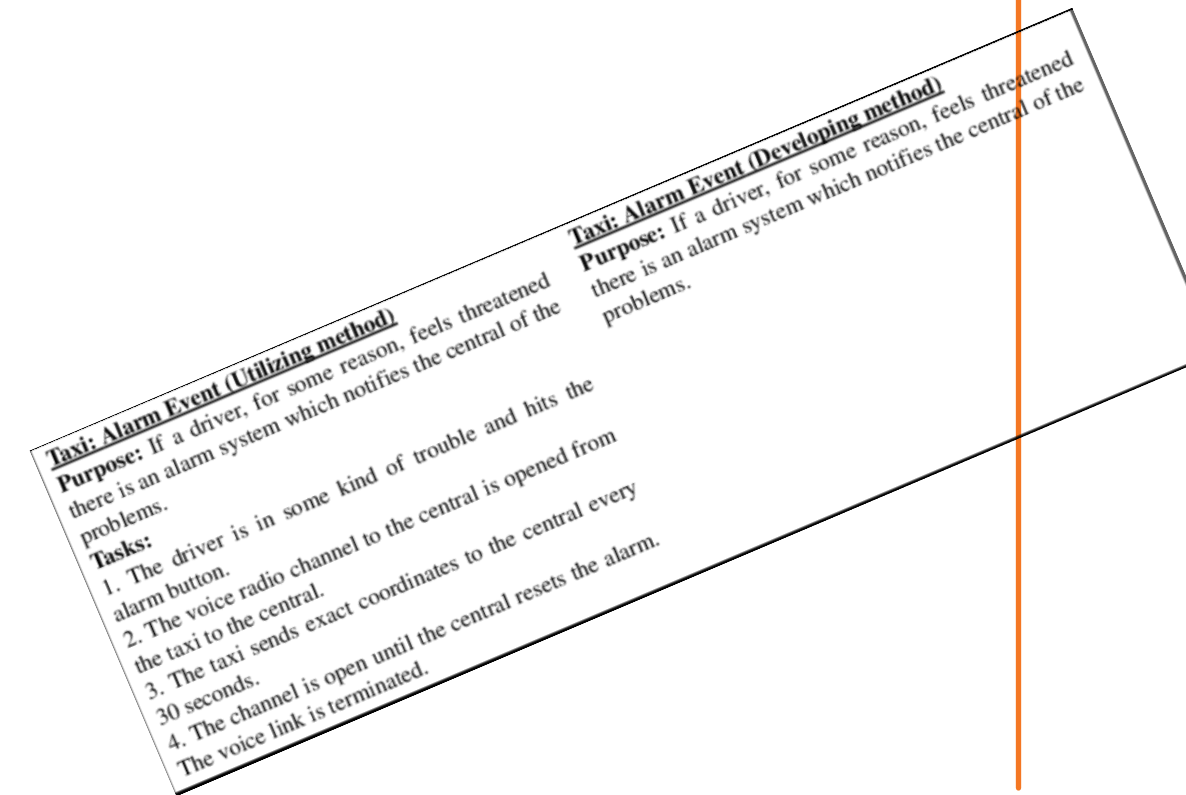 Taxi: Alarm Event (Utilizing method)
Purpose: If a driver, for some reason, feels threatened
there is an alarm system which notifies the central of the
problems.
Tasks:
1. The driver is in some kind of trouble and hits the
alarm button.
2. The voice radio channel to the central is opened from
the taxi to the central.
3. The taxi sends exact coordinates to the central every
30 seconds.
4. The channel is open until the central resets the alarm.
The voice link is terminated.
Taxi: Alarm Event (Developing method)
Purpose: If a driver, for some reason, feels threatened
there is an alarm system which notifies the central of the
problems.